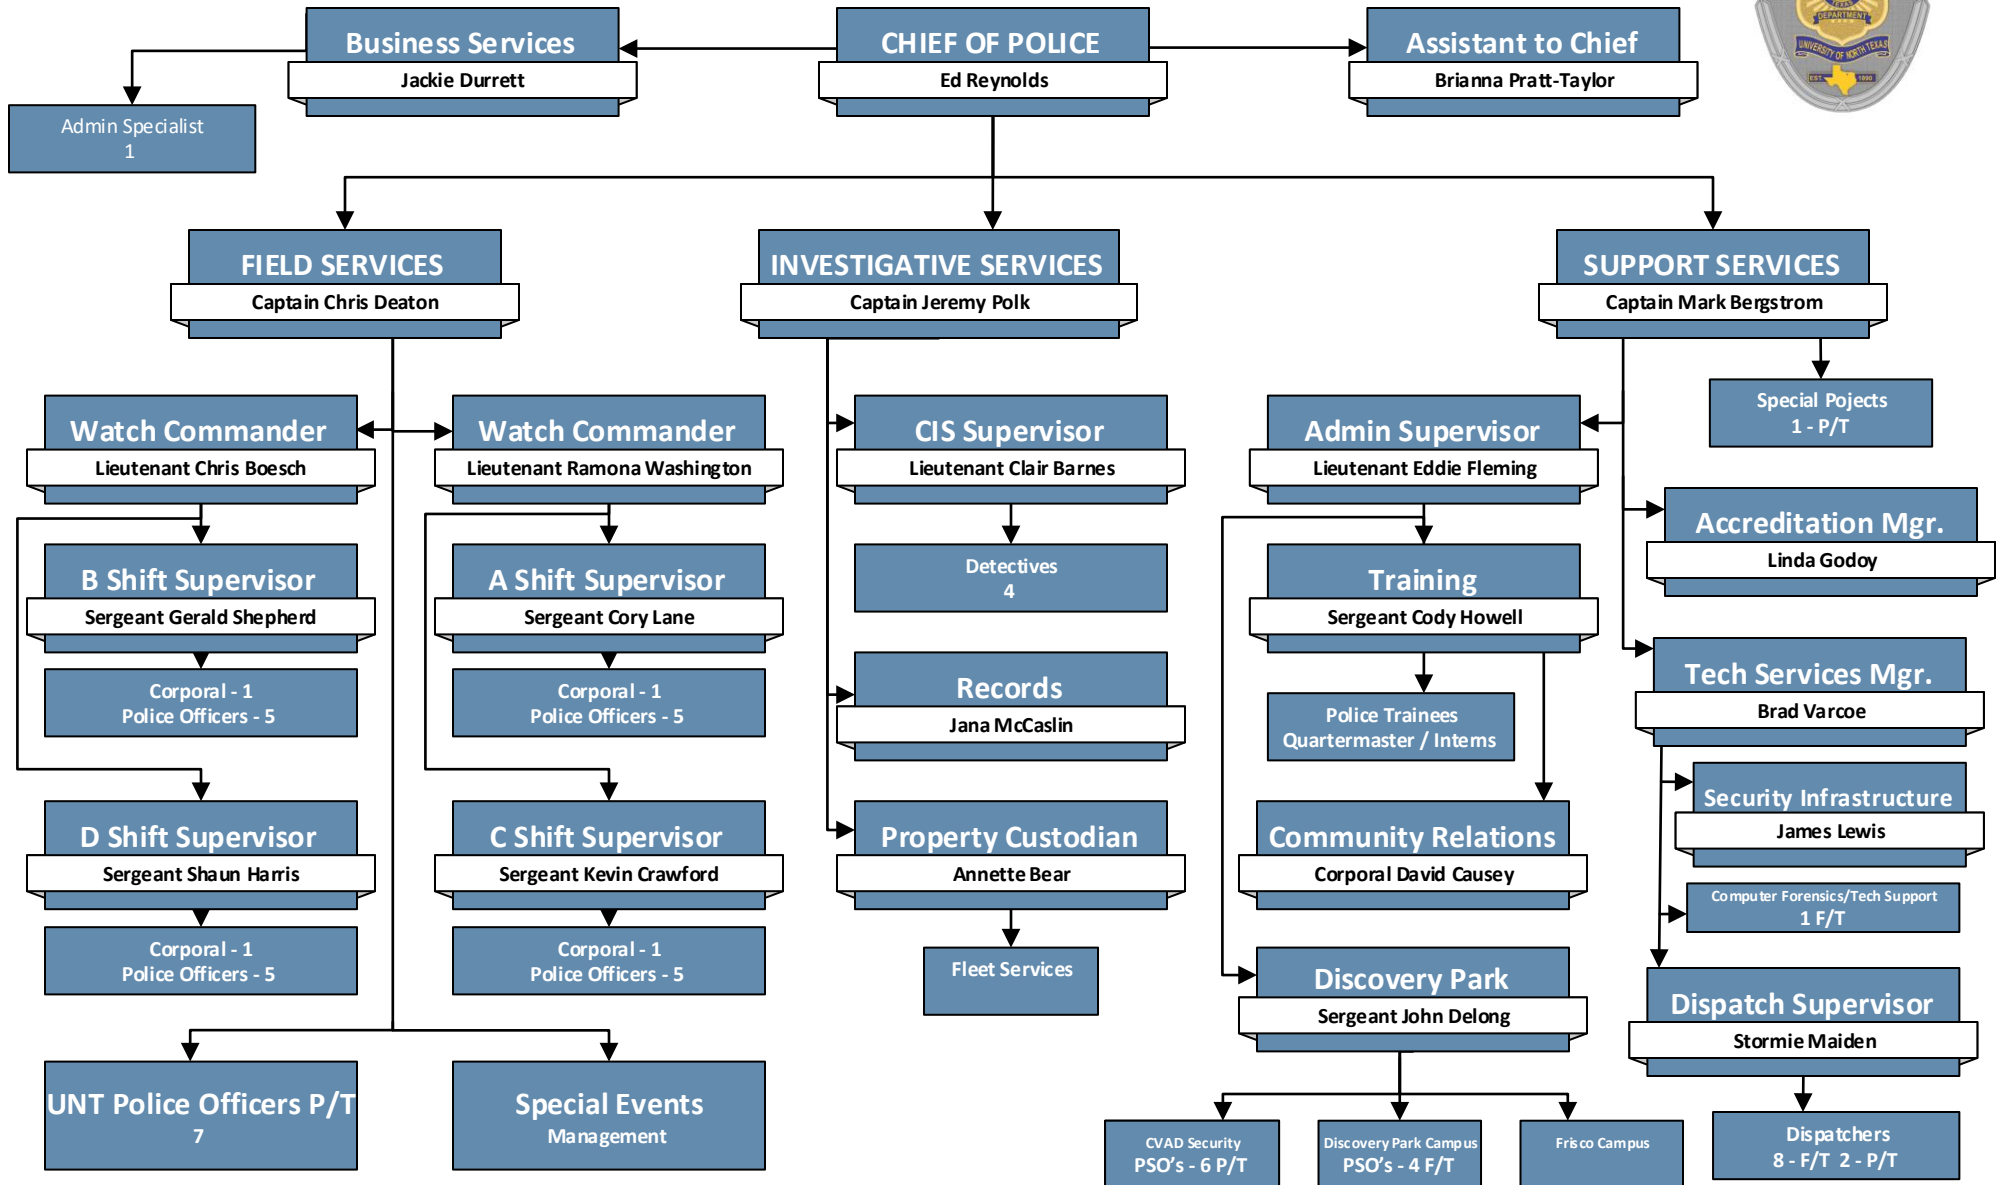 TEXAS
DEPARTMENT
UNIVERSITY OF NORTH TEXAS
EST. 1890
Business Services
Jackie Durrett
CHIEF OF POLICE
Ed Reynolds
Assistant to Chief
Brianna Pratt-Taylor
Admin Specialist
1
FIELD SERVICES
Captain Chris Deaton
INVESTIGATIVE SERVICES
Captain Jeremy Polk
SUPPORT SERVICES
Captain Mark Bergstrom
Special Pojects
1 - P/T
Watch Commander
Lieutenant Chris Boesch
Watch Commander
Lieutenant Ramona Washington
CIS Supervisor
Lieutenant Clair Barnes
Admin Supervisor
Lieutenant Eddie Fleming
Accreditation Mgr.
Linda Godoy
B Shift Supervisor
Sergeant Gerald Shepherd
Corporal - 1
Police Officers - 5
A Shift Supervisor
Sergeant Cory Lane
Corporal - 1
Police Officers - 5
Detectives
4
Training
Sergeant Cody Howell
Records
Jana McCaslin
Police Trainees
Quartermaster / Interns
Tech Services Mgr.
Brad Varcoe
Security Infrastructure
James Lewis
D Shift Supervisor
Sergeant Shaun Harris
Corporal - 1
Police Officers - 5
C Shift Supervisor
Sergeant Kevin Crawford
Corporal - 1
Police Officers - 5
Property Custodian
Annette Bear
Fleet Services
Community Relations
Corporal David Causey
Computer Forensics/Tech Support
1 F/T
Discovery Park
Sergeant John Delong
Dispatch Supervisor
Stormie Maiden
UNT Police Officers P/T
7
Special Events
Management
CVAD Security
PSO's - 6 P/T
Discovery Park Campus
PSO's - 4 F/T
Frisco Campus
Dispatchers
8 - F/T 2 - P/T